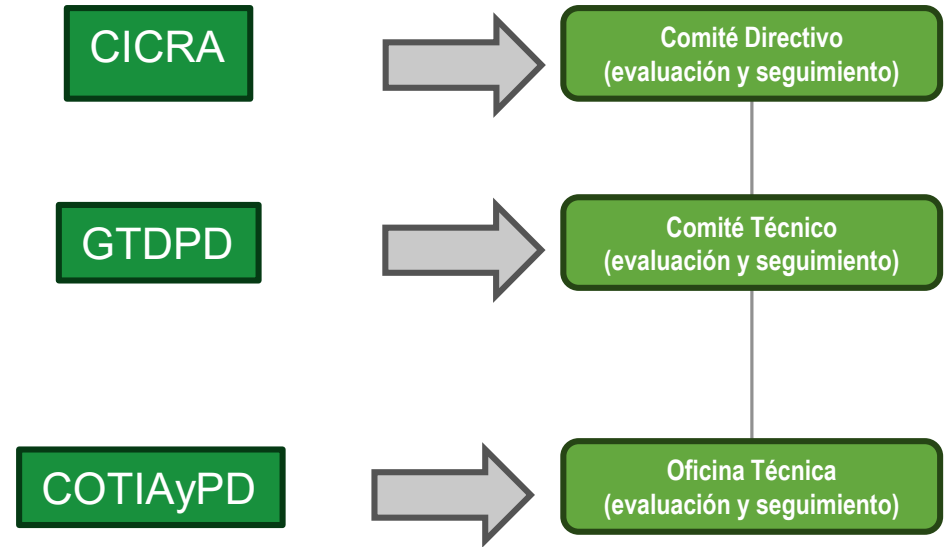 CICRA
Comité Directivo
(evaluación y seguimiento)
GTDPD
Comité Técnico
(evaluación y seguimiento)
COTIAyPD
Oficina Técnica
(evaluación y seguimiento)